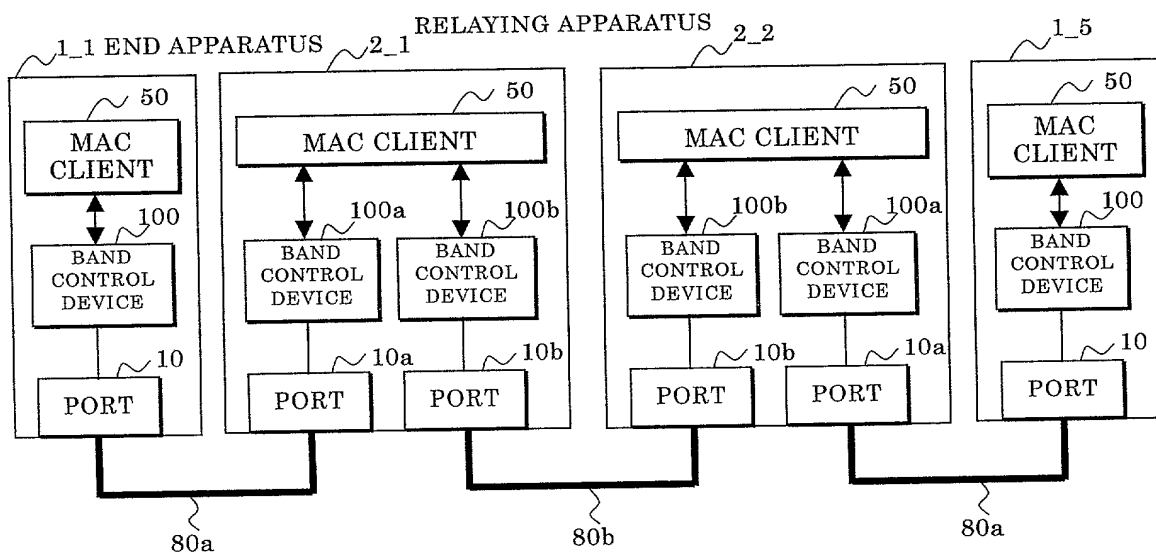 1_1 END APPARATUS
RELAYING APPARATUS
2_1
2_2
1_5
50
50
50
50
MAC
CLIENT
MAC CLIENT
MAC CLIENT
MAC
CLIENT
100
100a
100b
100b
100a
100
BAND
CONTROL
DEVICE
BAND
CONTROL
DEVICE
BAND
CONTROL
DEVICE
BAND
CONTROL
DEVICE
BAND
CONTROL
DEVICE
BAND
CONTROL
DEVICE
10
10a
10b
10b
10a
10
PORT
PORT
PORT
PORT
PORT
PORT
80a
80b
80a